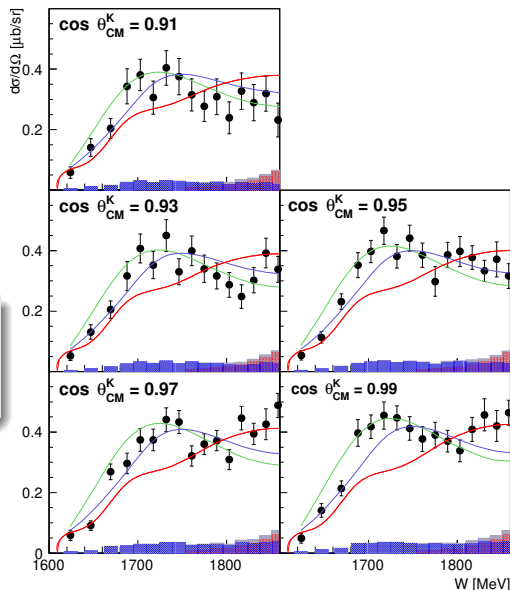 dσ/dΩ [μb/sr]
cos θ^K_CM = 0.91
0.4
0.2
cos θ^K_CM = 0.93
cos θ^K_CM = 0.95
0.4
0.2
cos θ^K_CM = 0.97
cos θ^K_CM = 0.99
0.4
0.2
0
1600 1700 1800 1700 1800
W [MeV]